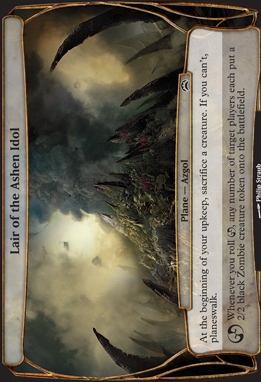 Lair of the Ashen Idol
Plane — Azgol
At the beginning of your upkeep, sacrifice a creature. If you can't,
planeswalk.
Whenever you roll , any number of target players each put a
2/2 black Zombie creature token onto the battlefield.
Philip Straub